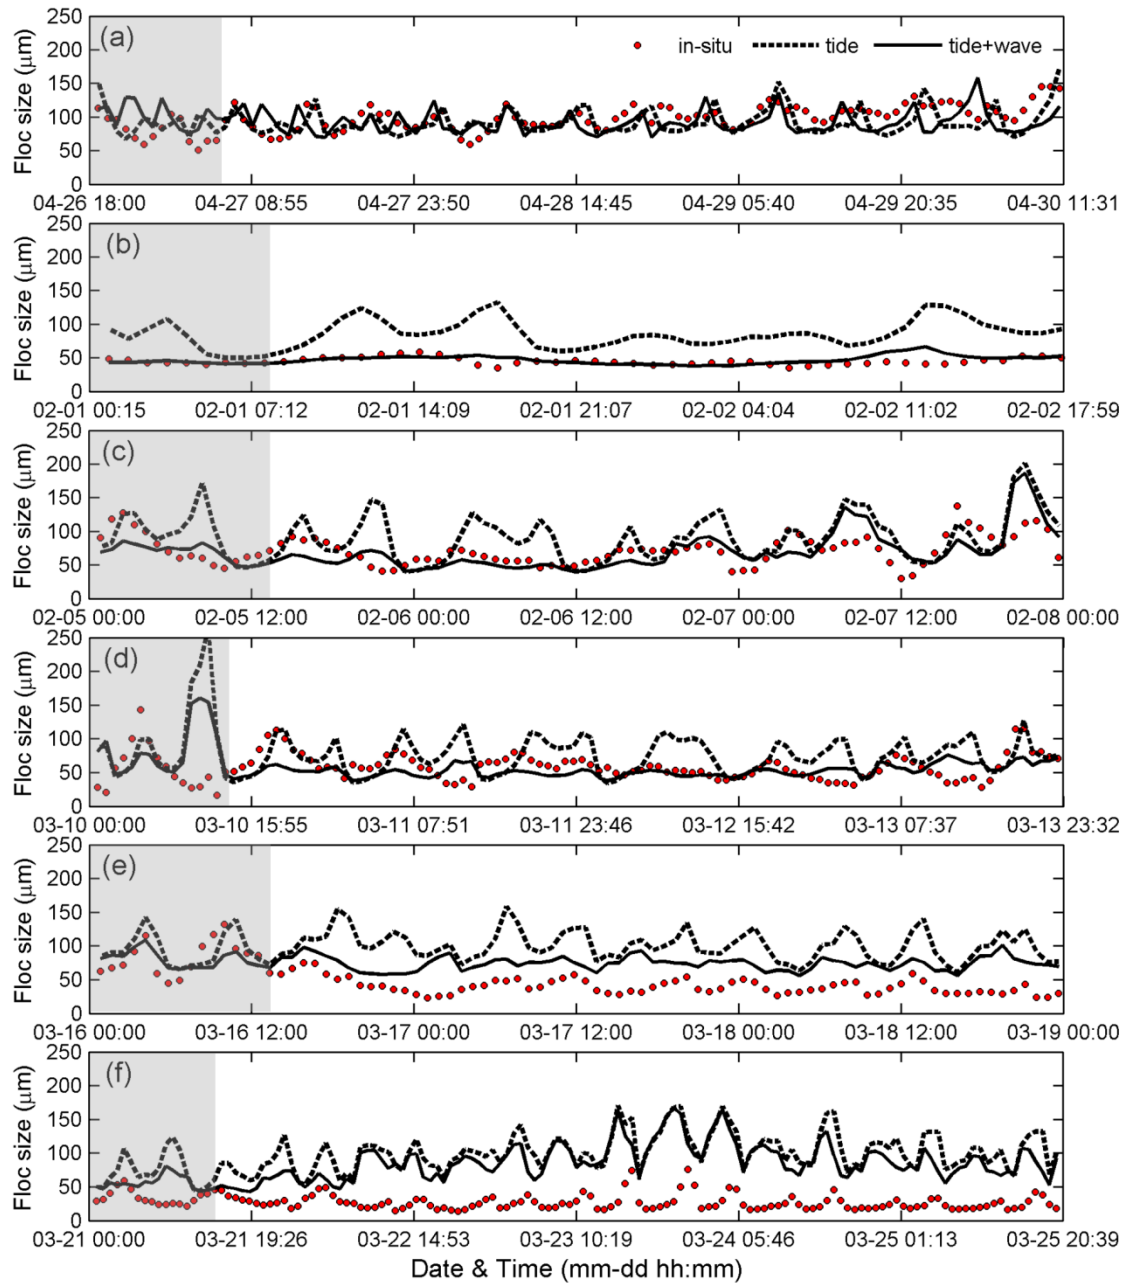 250
200
150
100
50
0
Floc size (μm)
(a)
in-situ tide tide+wave
04-26 18:00 04-27 08:55 04-27 23:50 04-28 14:45 04-29 05:40 04-29 20:35 04-30 11:31
250
200
150
100
50
0
Floc size (μm)
(b)
02-01 00:15 02-01 07:12 02-01 14:09 02-01 21:07 02-02 04:04 02-02 11:02 02-02 17:59
250
200
150
100
50
0
Floc size (μm)
(c)
02-05 00:00 02-05 12:00 02-06 00:00 02-06 12:00 02-07 00:00 02-07 12:00 02-08 00:00
250
200
150
100
50
0
Floc size (μm)
(d)
03-10 00:00 03-10 15:55 03-11 07:51 03-11 23:46 03-12 15:42 03-13 07:37 03-13 23:32
250
200
150
100
50
0
Floc size (μm)
(e)
03-16 00:00 03-16 12:00 03-17 00:00 03-17 12:00 03-18 00:00 03-18 12:00 03-19 00:00
250
200
150
100
50
0
Floc size (μm)
(f)
03-21 00:00 03-21 19:26 03-22 14:53 03-23 10:19 03-24 05:46 03-25 01:13 03-25 20:39
Date & Time (mm-dd hh:mm)